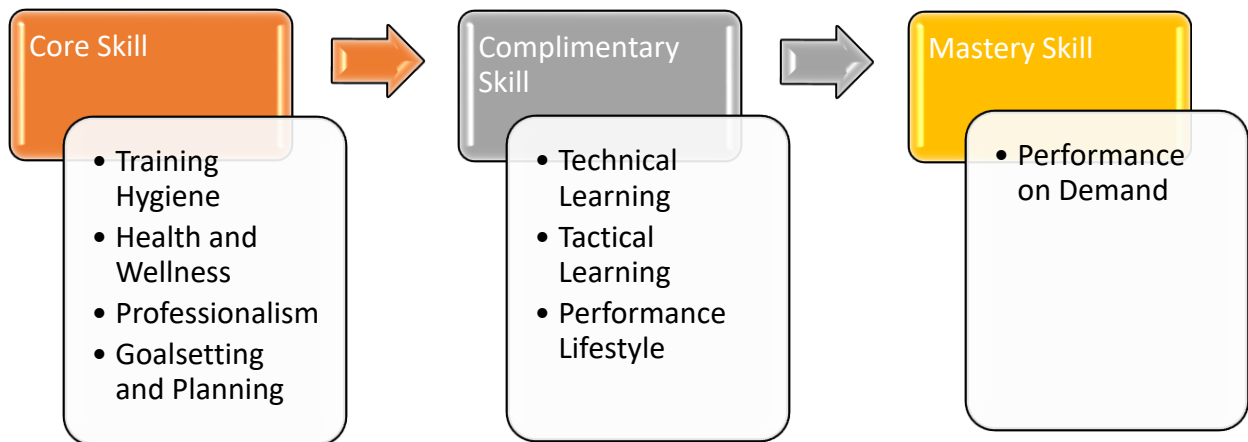 Core Skill
• Training
Hygiene
• Health and
Wellness
• Professionalism
• Goalsetting
and Planning
Complimentary
Skill
• Technical
Learning
• Tactical
Learning
• Performance
Lifestyle
Mastery Skill
• Performance
on Demand